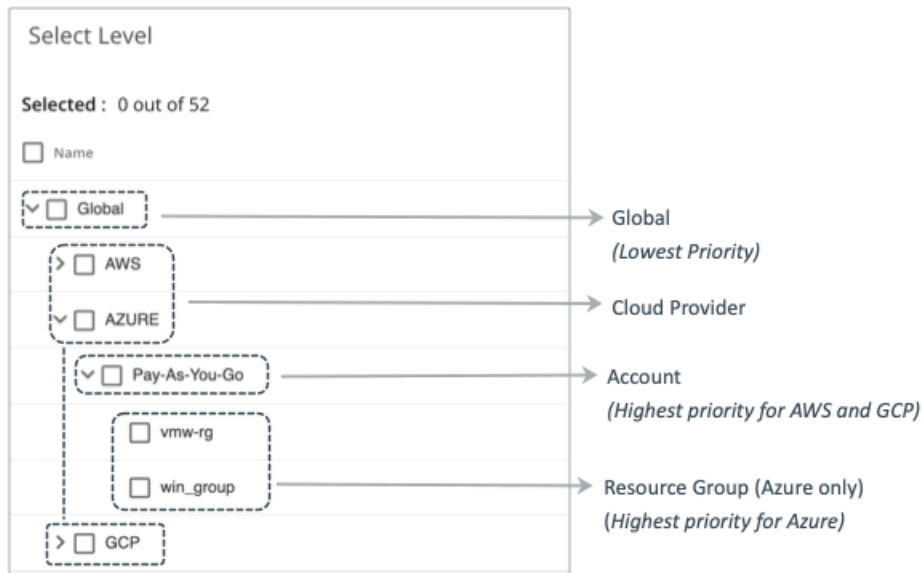 Select Level
Selected : 0 out of 52
Name
Global
AWS
AZURE
Pay-As-You-Go
vmw-rg
win_group
GCP
Global
(Lowest Priority)
Cloud Provider
Account
(Highest priority for AWS and GCP)
Resource Group (Azure only)
(Highest priority for Azure)